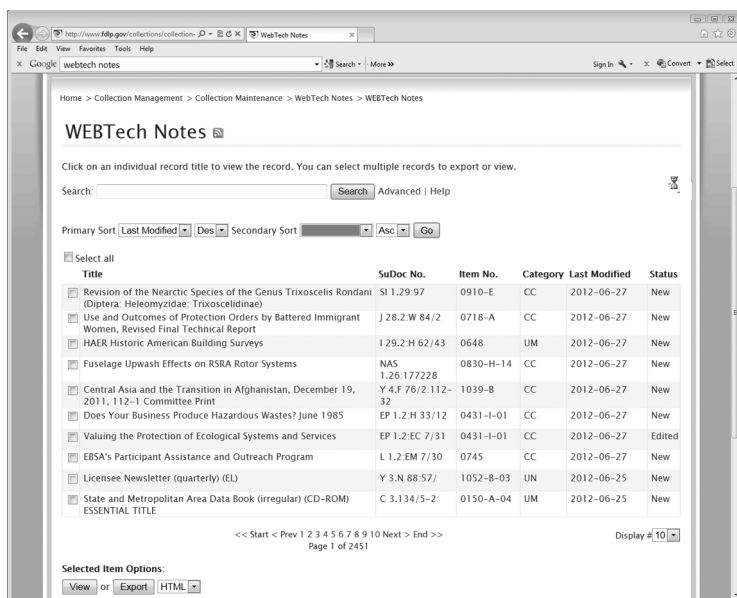 http://www.fdlp.gov/collections/collection- WebTech Notes x
File Edit View Favorites Tools Help
x Google webtech notes Search More >> Sign In x Convert Select
Home > Collection Management > Collection Maintenance > WebTech Notes > WEBTech Notes
WEBTech Notes
Click on an individual record title to view the record. You can select multiple records to export or view.
Search: Search Advanced | Help
Primary Sort Last Modified Des Secondary Sort Asc Go
Select all
Title SuDoc No. Item No. Category Last Modified Status
Revision of the Nearctic Species of the Genus Trixoscelis Rondani SI 1.29:97 0910-E CC 2012-06-27 New
(Diptera: Heleomyzidae: Trixoscelidinae)
Use and Outcomes of Protection Orders by Battered Immigrant J 28.2:W 84/2 0718-A CC 2012-06-27 New
Women, Revised Final Technical Report
HAER Historic American Building Surveys I 29.2:H 62/43 0648 UM 2012-06-27 New
Fuselage Upwash Effects on RSRA Rotor Systems NAS 0830-H-14 CC 2012-06-27 New
1.26:177228
Central Asia and the Transition in Afghanistan, December 19, Y 4.F 76/2:112- 1039-B CC 2012-06-27 New
2011, 112-1 Committee Print 32
Does Your Business Produce Hazardous Wastes? June 1985 EP 1.2:H 33/12 0431-I-01 CC 2012-06-27 New
Valuing the Protection of Ecological Systems and Services EP 1.2:EC 7/31 0431-I-01 CC 2012-06-27 Edited
EBSA's Participant Assistance and Outreach Program L 1.2:EM 7/30 0745 CC 2012-06-27 New
Licensee Newsletter (quarterly) (EL) Y 3.N 88:57/ 1052-B-03 UN 2012-06-25 New
State and Metropolitan Area Data Book (irregular) (CD-ROM) C 3.134/5-2: 0150-A-04 UM 2012-06-25 New
ESSENTIAL TITLE
<< Start < Prev 1 2 3 4 5 6 7 8 9 10 Next > End >> Display # 10
Page 1 of 2451
Selected Item Options:
View or Export HTML